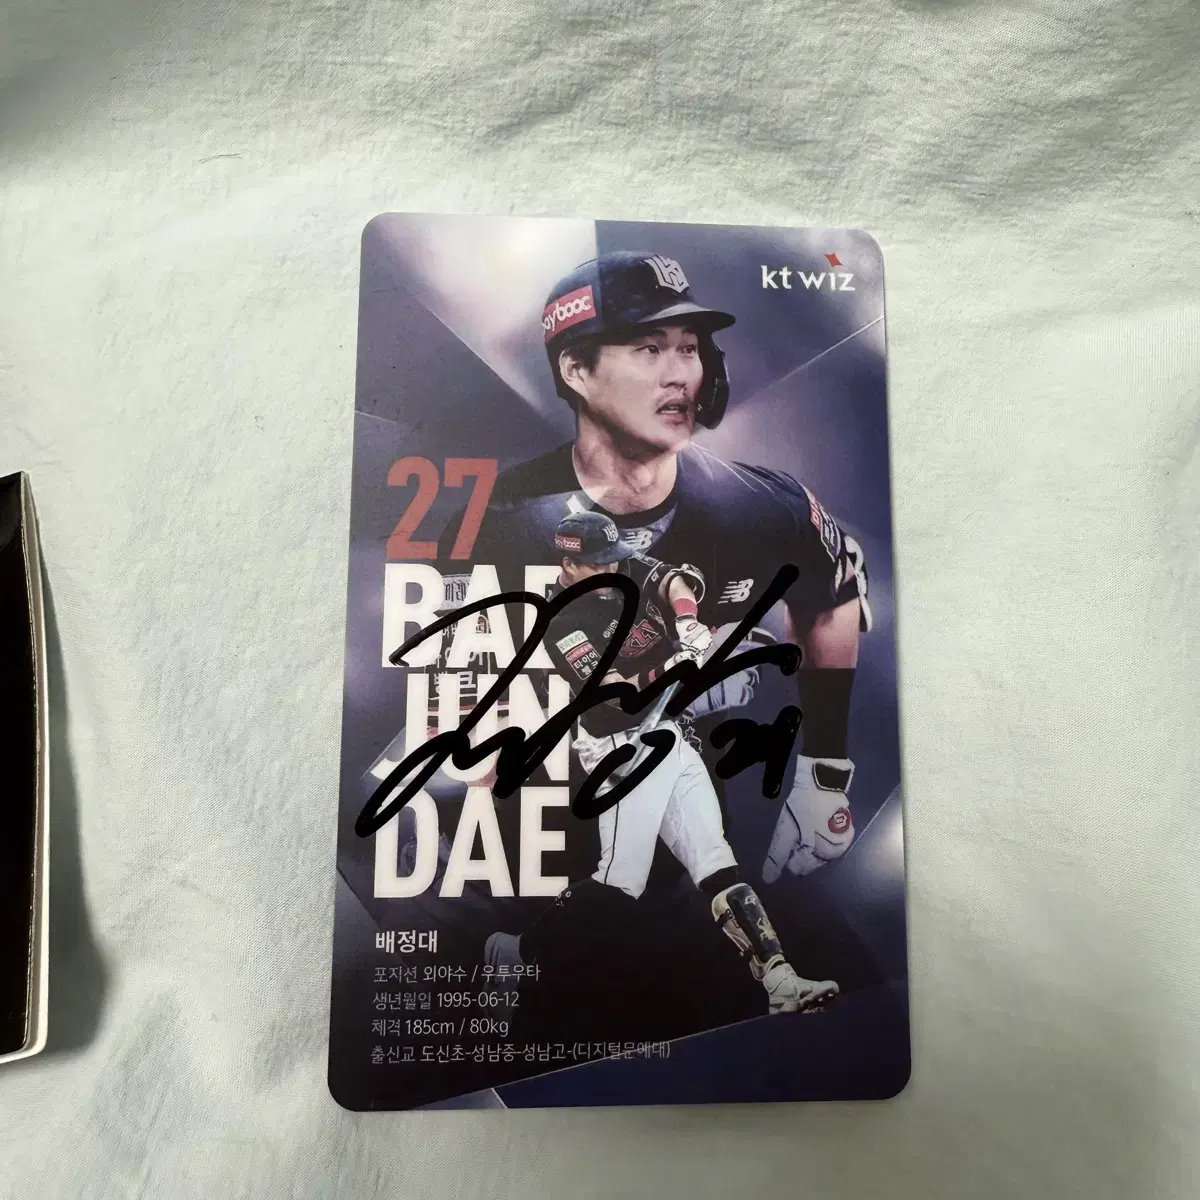 kt wiz
paybooc
27
BAE
JUN
DAE
배정대
포지션 외야수 / 우투우타
생년월일 1995-06-12
체격 185cm / 80kg
출신교 도신초-성남중-성남고-(디지털문예대)